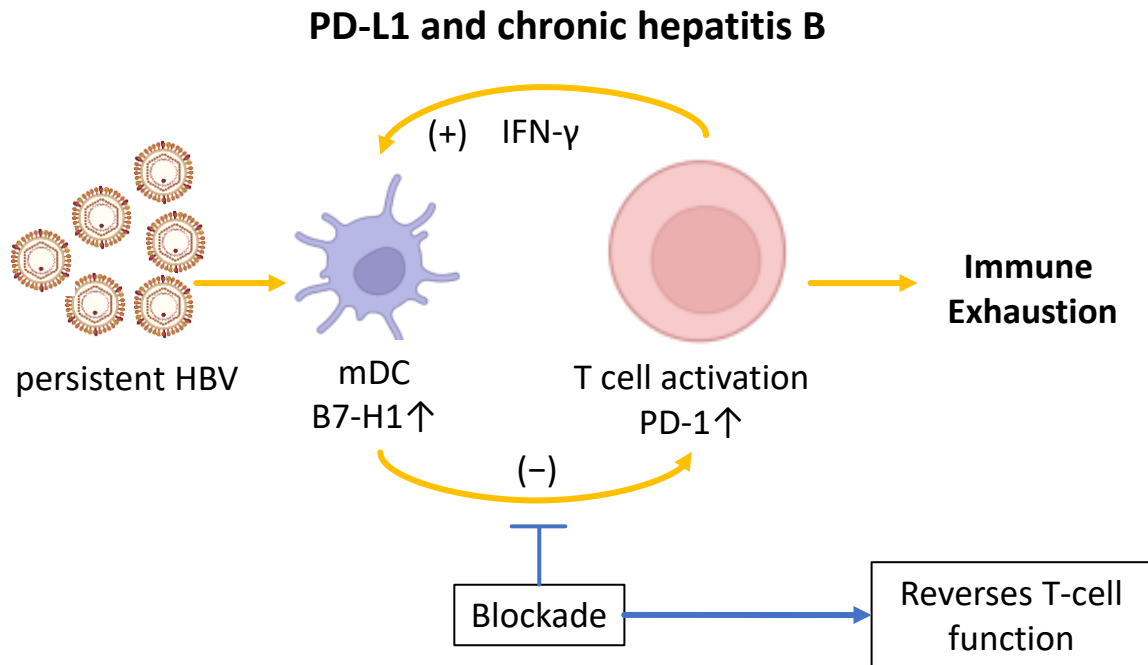 PD-L1 and chronic hepatitis B
(+) IFN-γ
persistent HBV
mDC
B7-H1↑
T cell activation
PD-1↑
Immune
Exhaustion
(−)
Blockade
Reverses T-cell
function